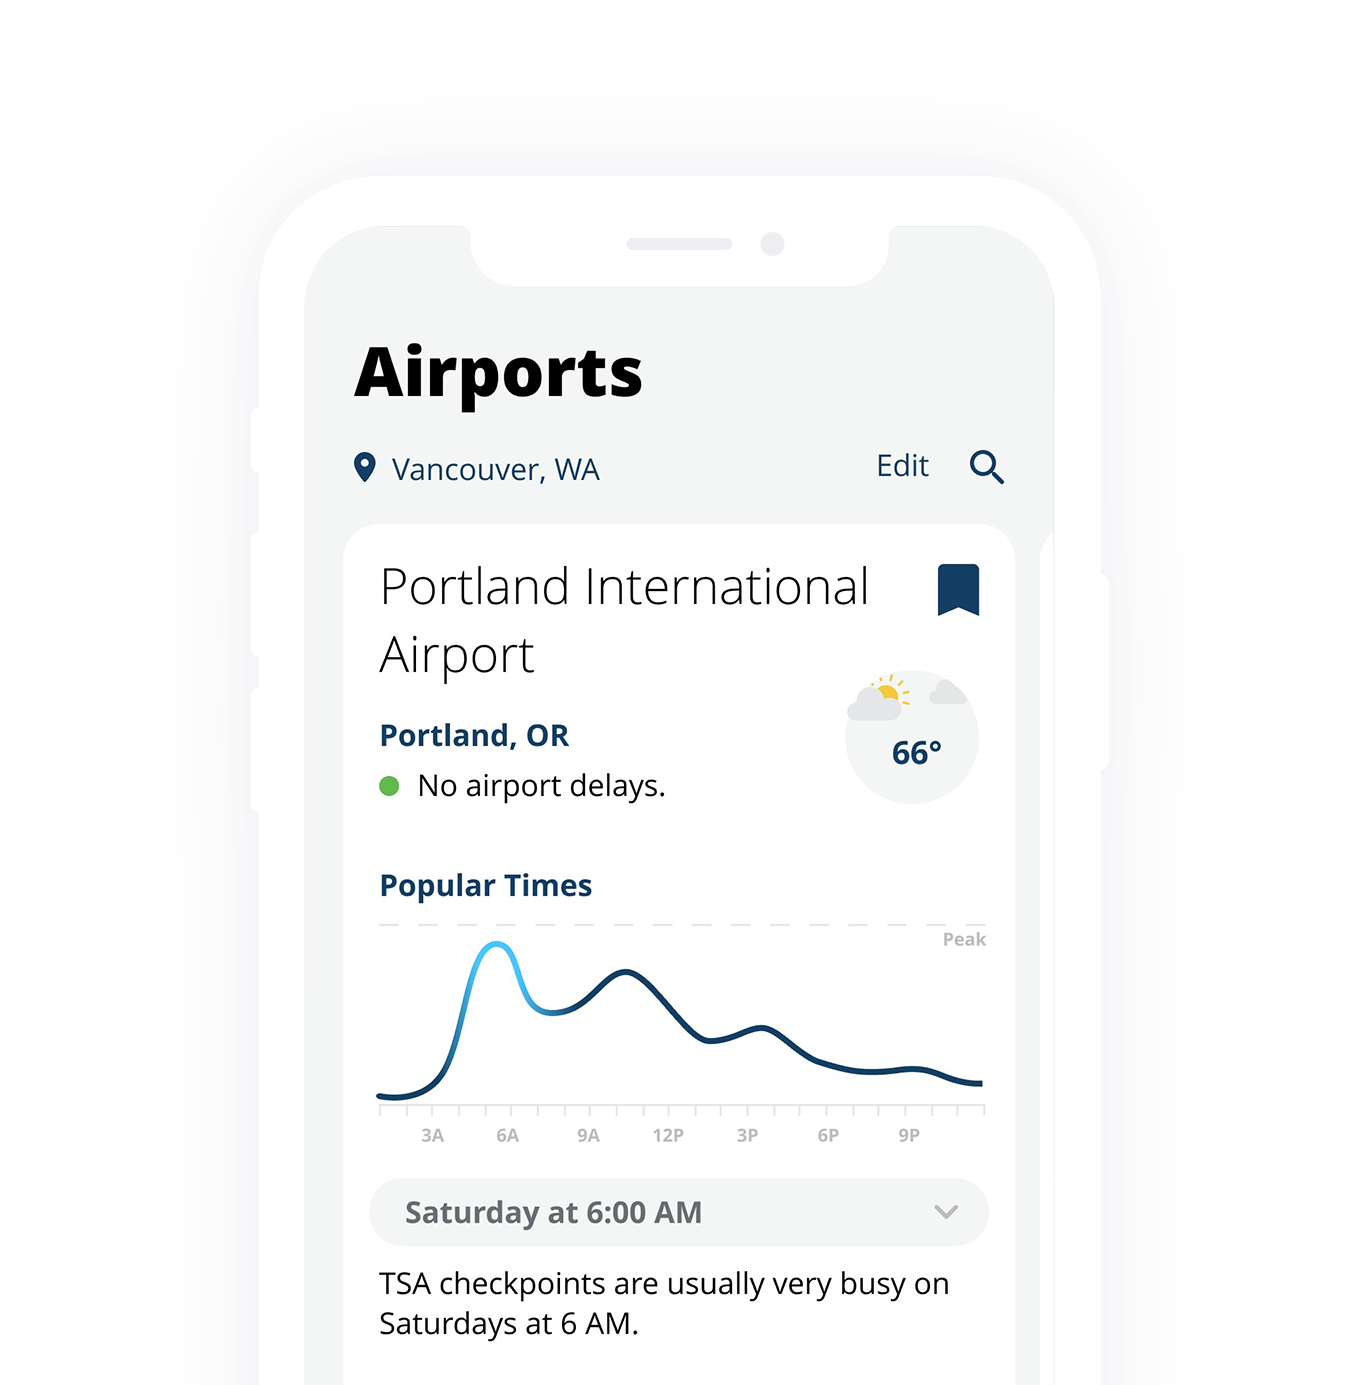 Airports
Vancouver, WA
Edit
Portland International
Airport
Portland, OR
66°
No airport delays.
Popular Times
Peak
3A 6A 9A 12P 3P 6P 9P
Saturday at 6:00 AM
TSA checkpoints are usually very busy on
Saturdays at 6 AM.